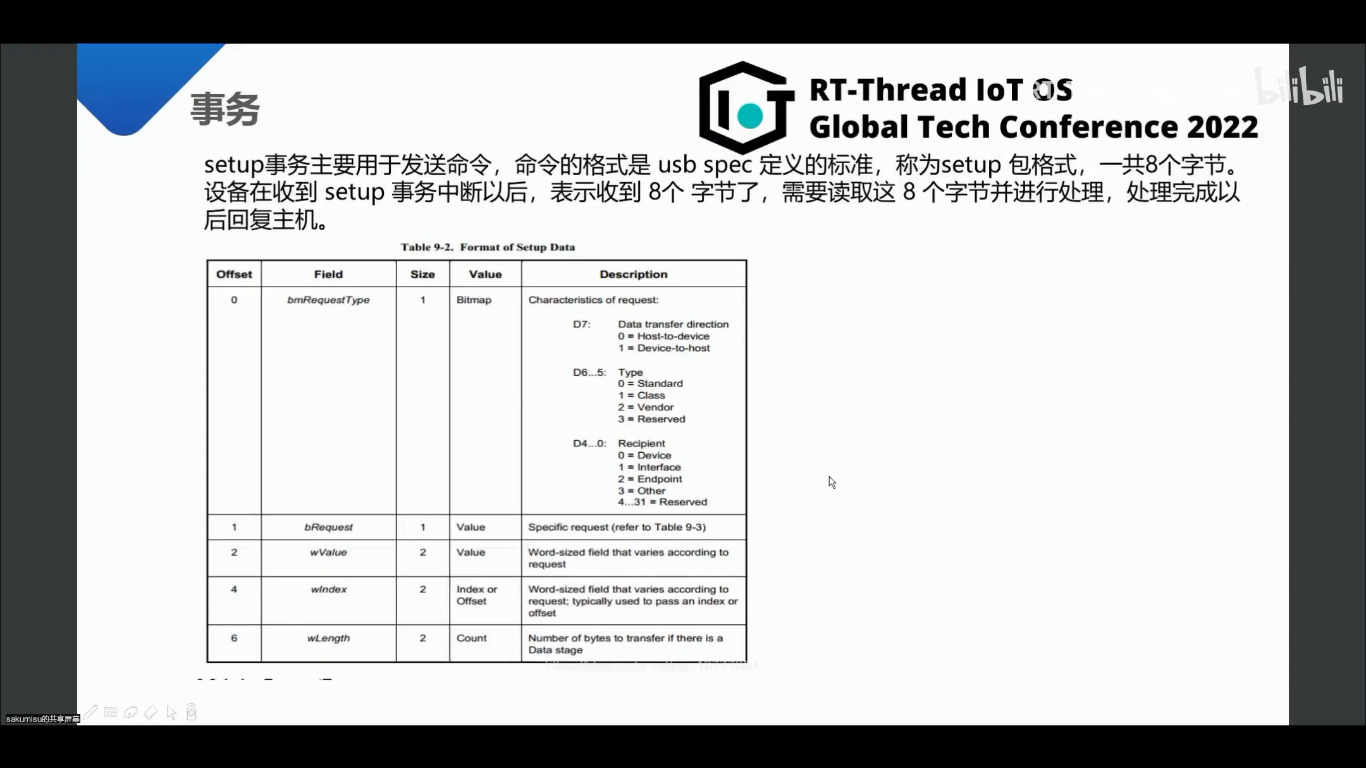 事务
RT-Thread IoT OS
Global Tech Conference 2022
bilibili
setup事务主要用于发送命令，命令的格式是 usb spec 定义的标准，称为setup 包格式，一共8个字节。
设备在收到 setup 事务中断以后，表示收到 8个 字节了，需要读取这 8 个字节并进行处理，处理完成以
后回复主机。
Table 9-2. Format of Setup Data
Offset Field Size Value Description
0 bmRequestType 1 Bitmap Characteristics of request:
D7: Data transfer direction
0 = Host-to-device
1 = Device-to-host
D6...5: Type
0 = Standard
1 = Class
2 = Vendor
3 = Reserved
D4...0: Recipient
0 = Device
1 = Interface
2 = Endpoint
3 = Other
4...31 = Reserved
1 bRequest 1 Value Specific request (refer to Table 9-3)
2 wValue 2 Value Word-sized field that varies according to
request
4 wIndex 2 Index or Word-sized field that varies according to
Offset request; typically used to pass an index or
offset
6 wLength 2 Count Number of bytes to transfer if there is a
Data stage
sakumisu的共享屏幕